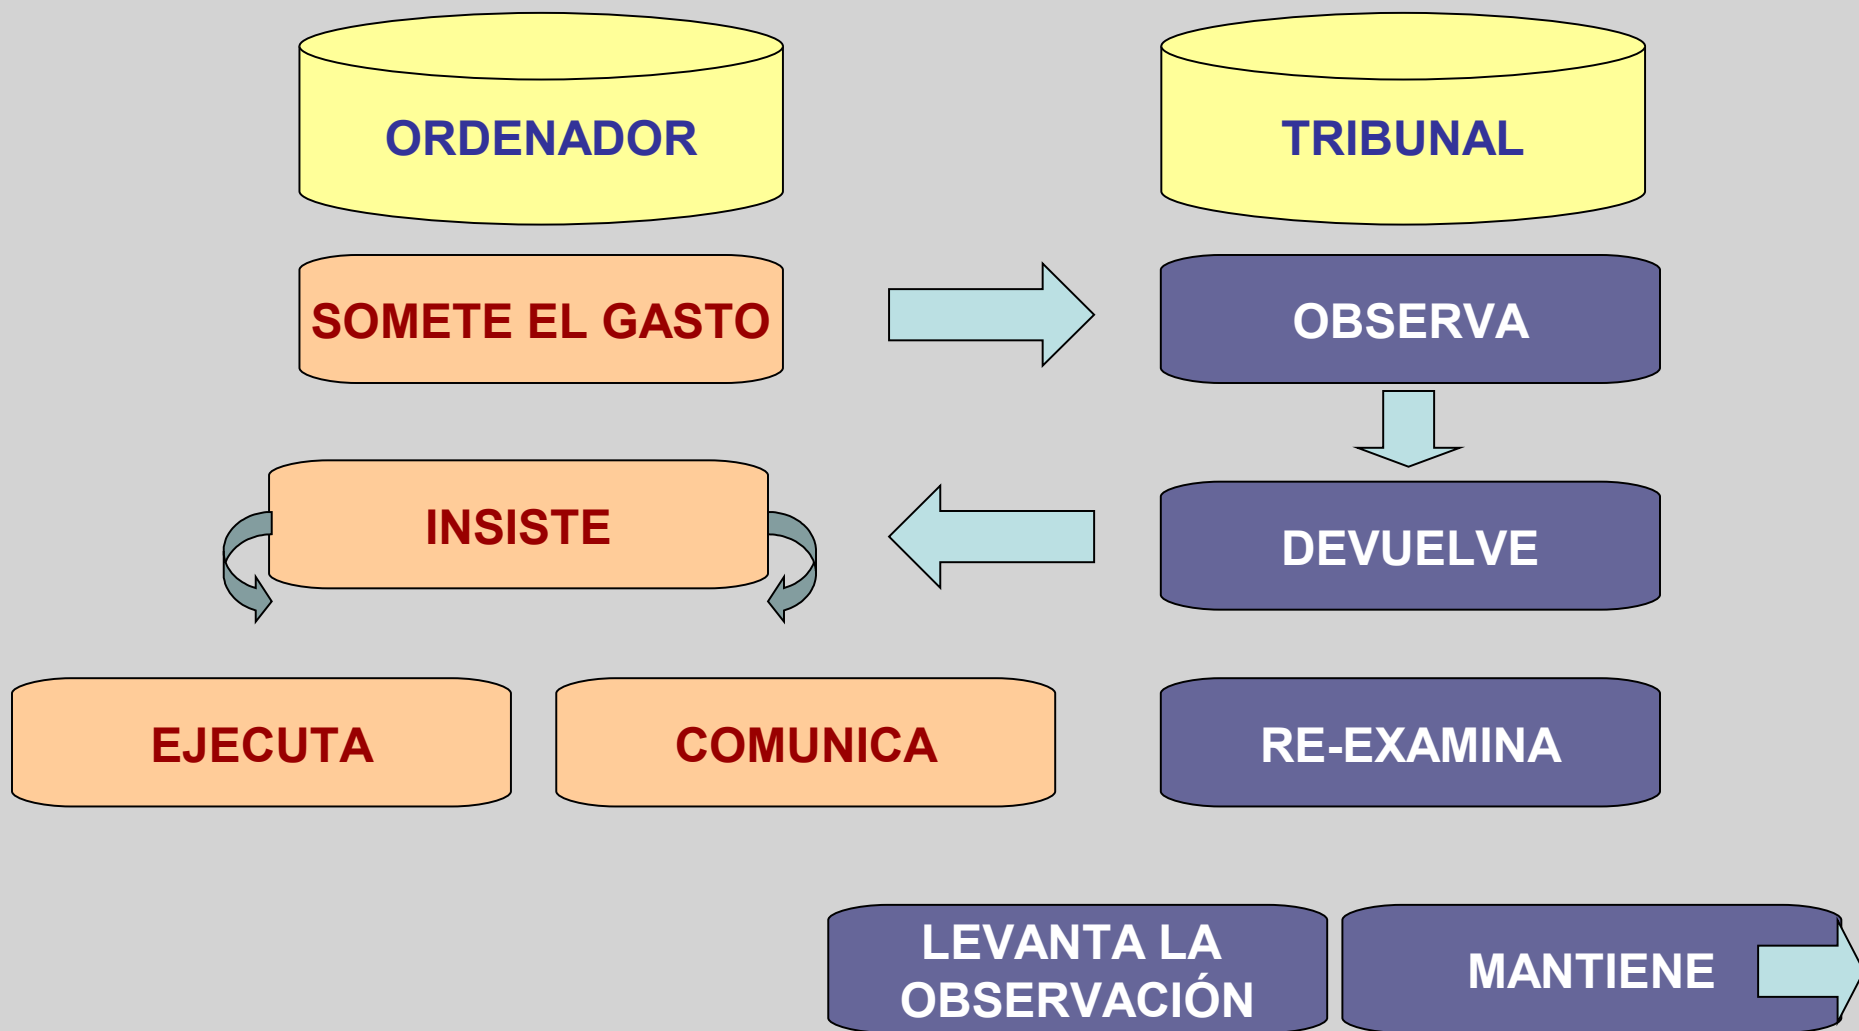 ORDENADOR
TRIBUNAL
SOMETE EL GASTO
OBSERVA
INSISTE
DEVUELVE
EJECUTA
COMUNICA
RE-EXAMINA
LEVANTA LA
OBSERVACIÓN
MANTIENE